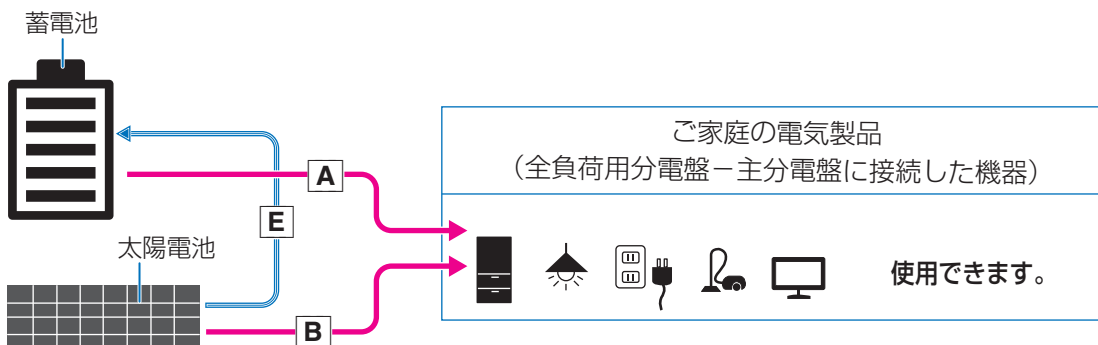 蓄電池
ご家庭の電気製品
（全負荷用分電盤－主分電盤に接続した機器）
A
E
太陽電池
使用できます。
B